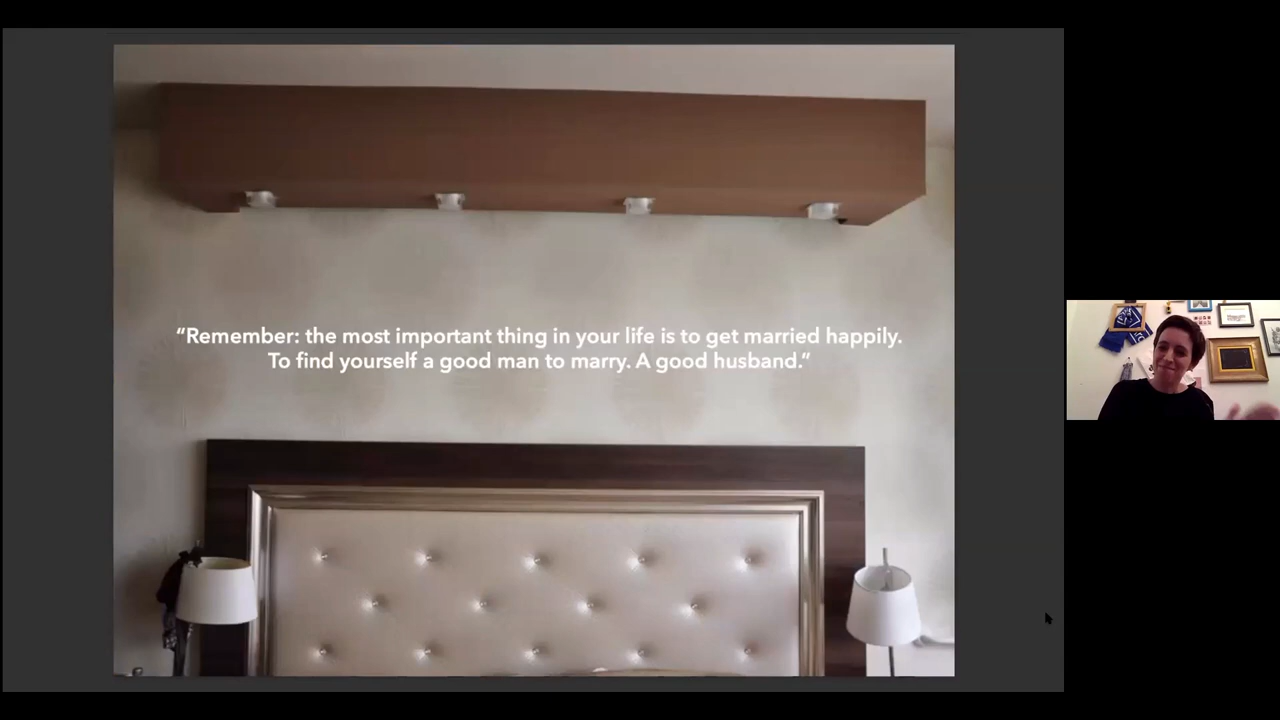 “Remember: the most important thing in your life is to get married happily.
To find yourself a good man to marry. A good husband.”